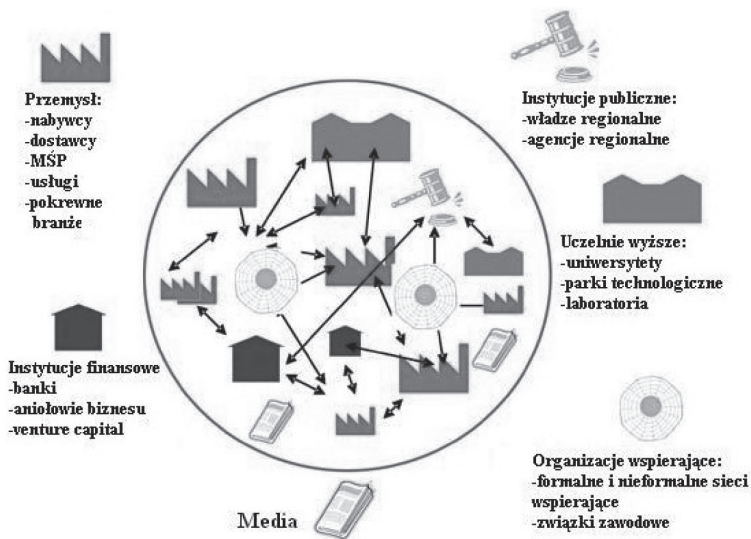 Przemysł:
-nabywcy
-dostawcy
-MŚP
-usługi
-pokrewne
branże
Instytucje publiczne:
-władze regionalne
-agencje regionalne
Uczelnie wyższe:
-uniwersytety
-parki technologiczne
-laboratoria
Instytucje finansowe
-banki
-aniołowie biznesu
-venture capital
Organizacje wspierające:
-formalne i nieformalne sieci
wspierające
-związki zawodowe
Media